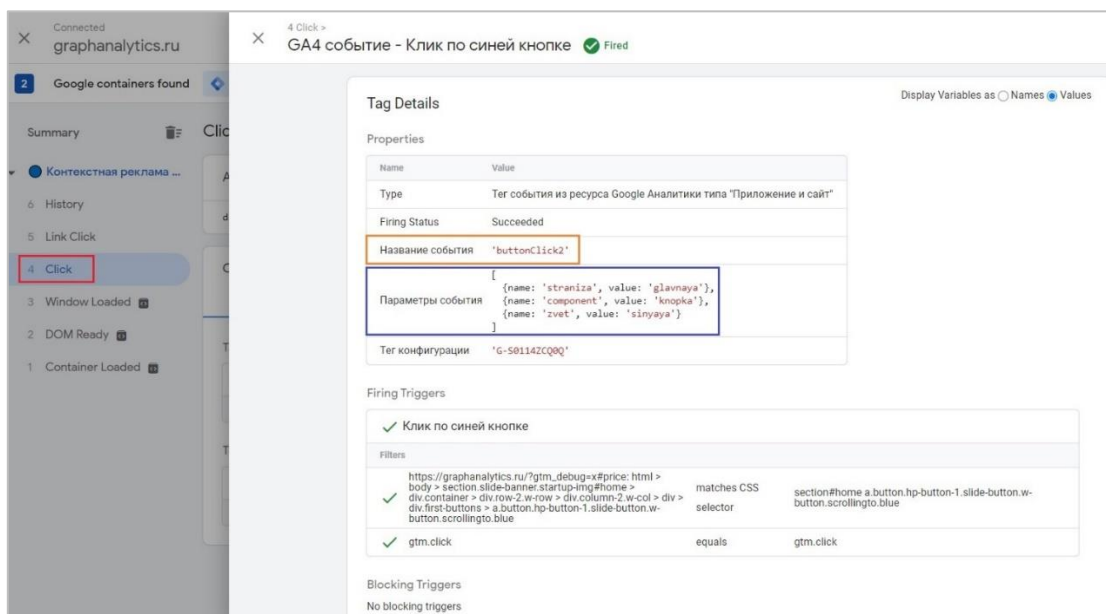 Connected
graphanalytics.ru
2 Google containers found
Summary
Контекстная реклама ...
6 History
5 Link Click
4 Click
3 Window Loaded
2 DOM Ready
1 Container Loaded
Clic
A
d
C
T
T
4 Click >
GA4 событие - Клик по синей кнопке Fired
Display Variables as Names Values
Tag Details
Properties
Name Value
Type Тег события из ресурса Google Аналитики типа "Приложение и сайт"
Firing Status Succeeded
Название события 'buttonClick2'
Параметры события
[
{name: 'straniza', value: 'glavnaya'},
{name: 'component', value: 'knopka'},
{name: 'zvet', value: 'sinyaya'}
]
Тег конфигурации 'G-S0114ZCQ0Q'
Firing Triggers
Клик по синей кнопке
Filters
https://graphanalytics.ru/?gtm_debug=x#price: html >
body > section.slide-banner.startup-img#home >
div.container > div.row-2.w-row > div.column-2.w-col > div >
div.first-buttons > a.button.hp-button-1.slide-button.w-
button.scrollingto.blue
matches CSS
selector
section#home a.button.hp-button-1.slide-button.w-
button.scrollingto.blue
gtm.click equals gtm.click
Blocking Triggers
No blocking triggers